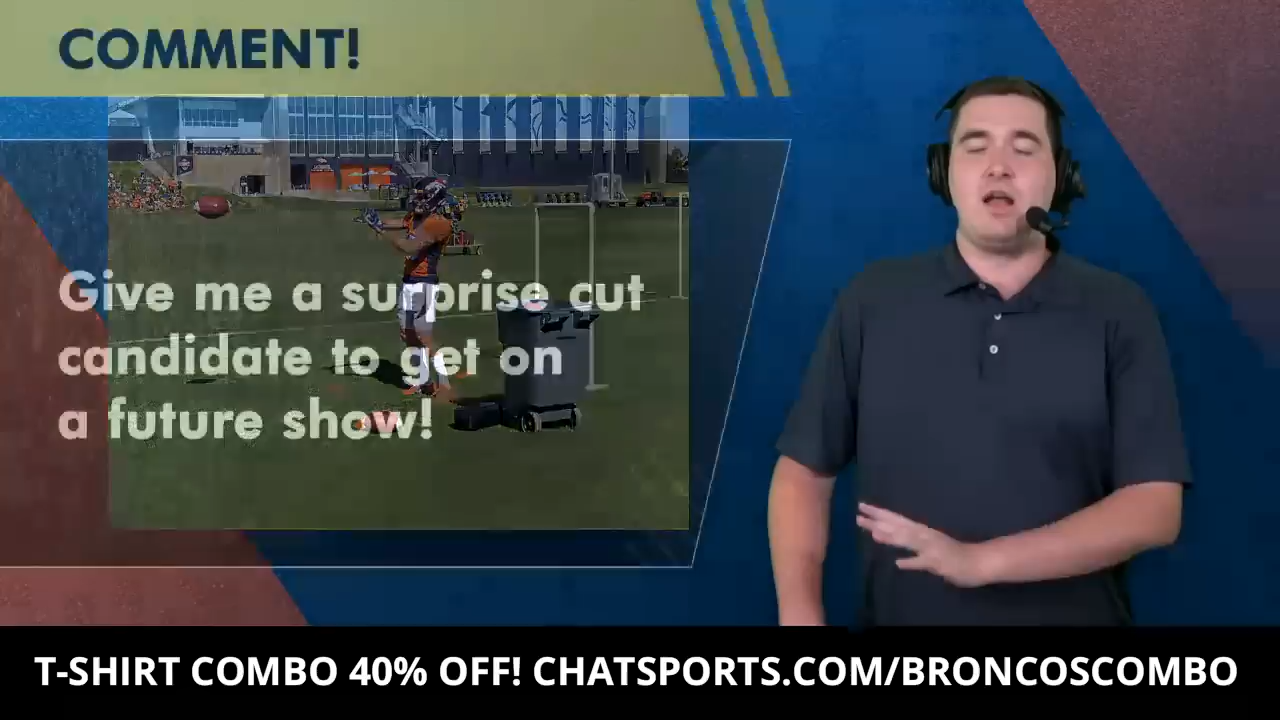 COMMENT!
Give me a surprise cut
candidate to get on
a future show!
T-SHIRT COMBO 40% OFF! CHATSPORTS.COM/BRONCOSCOMBO